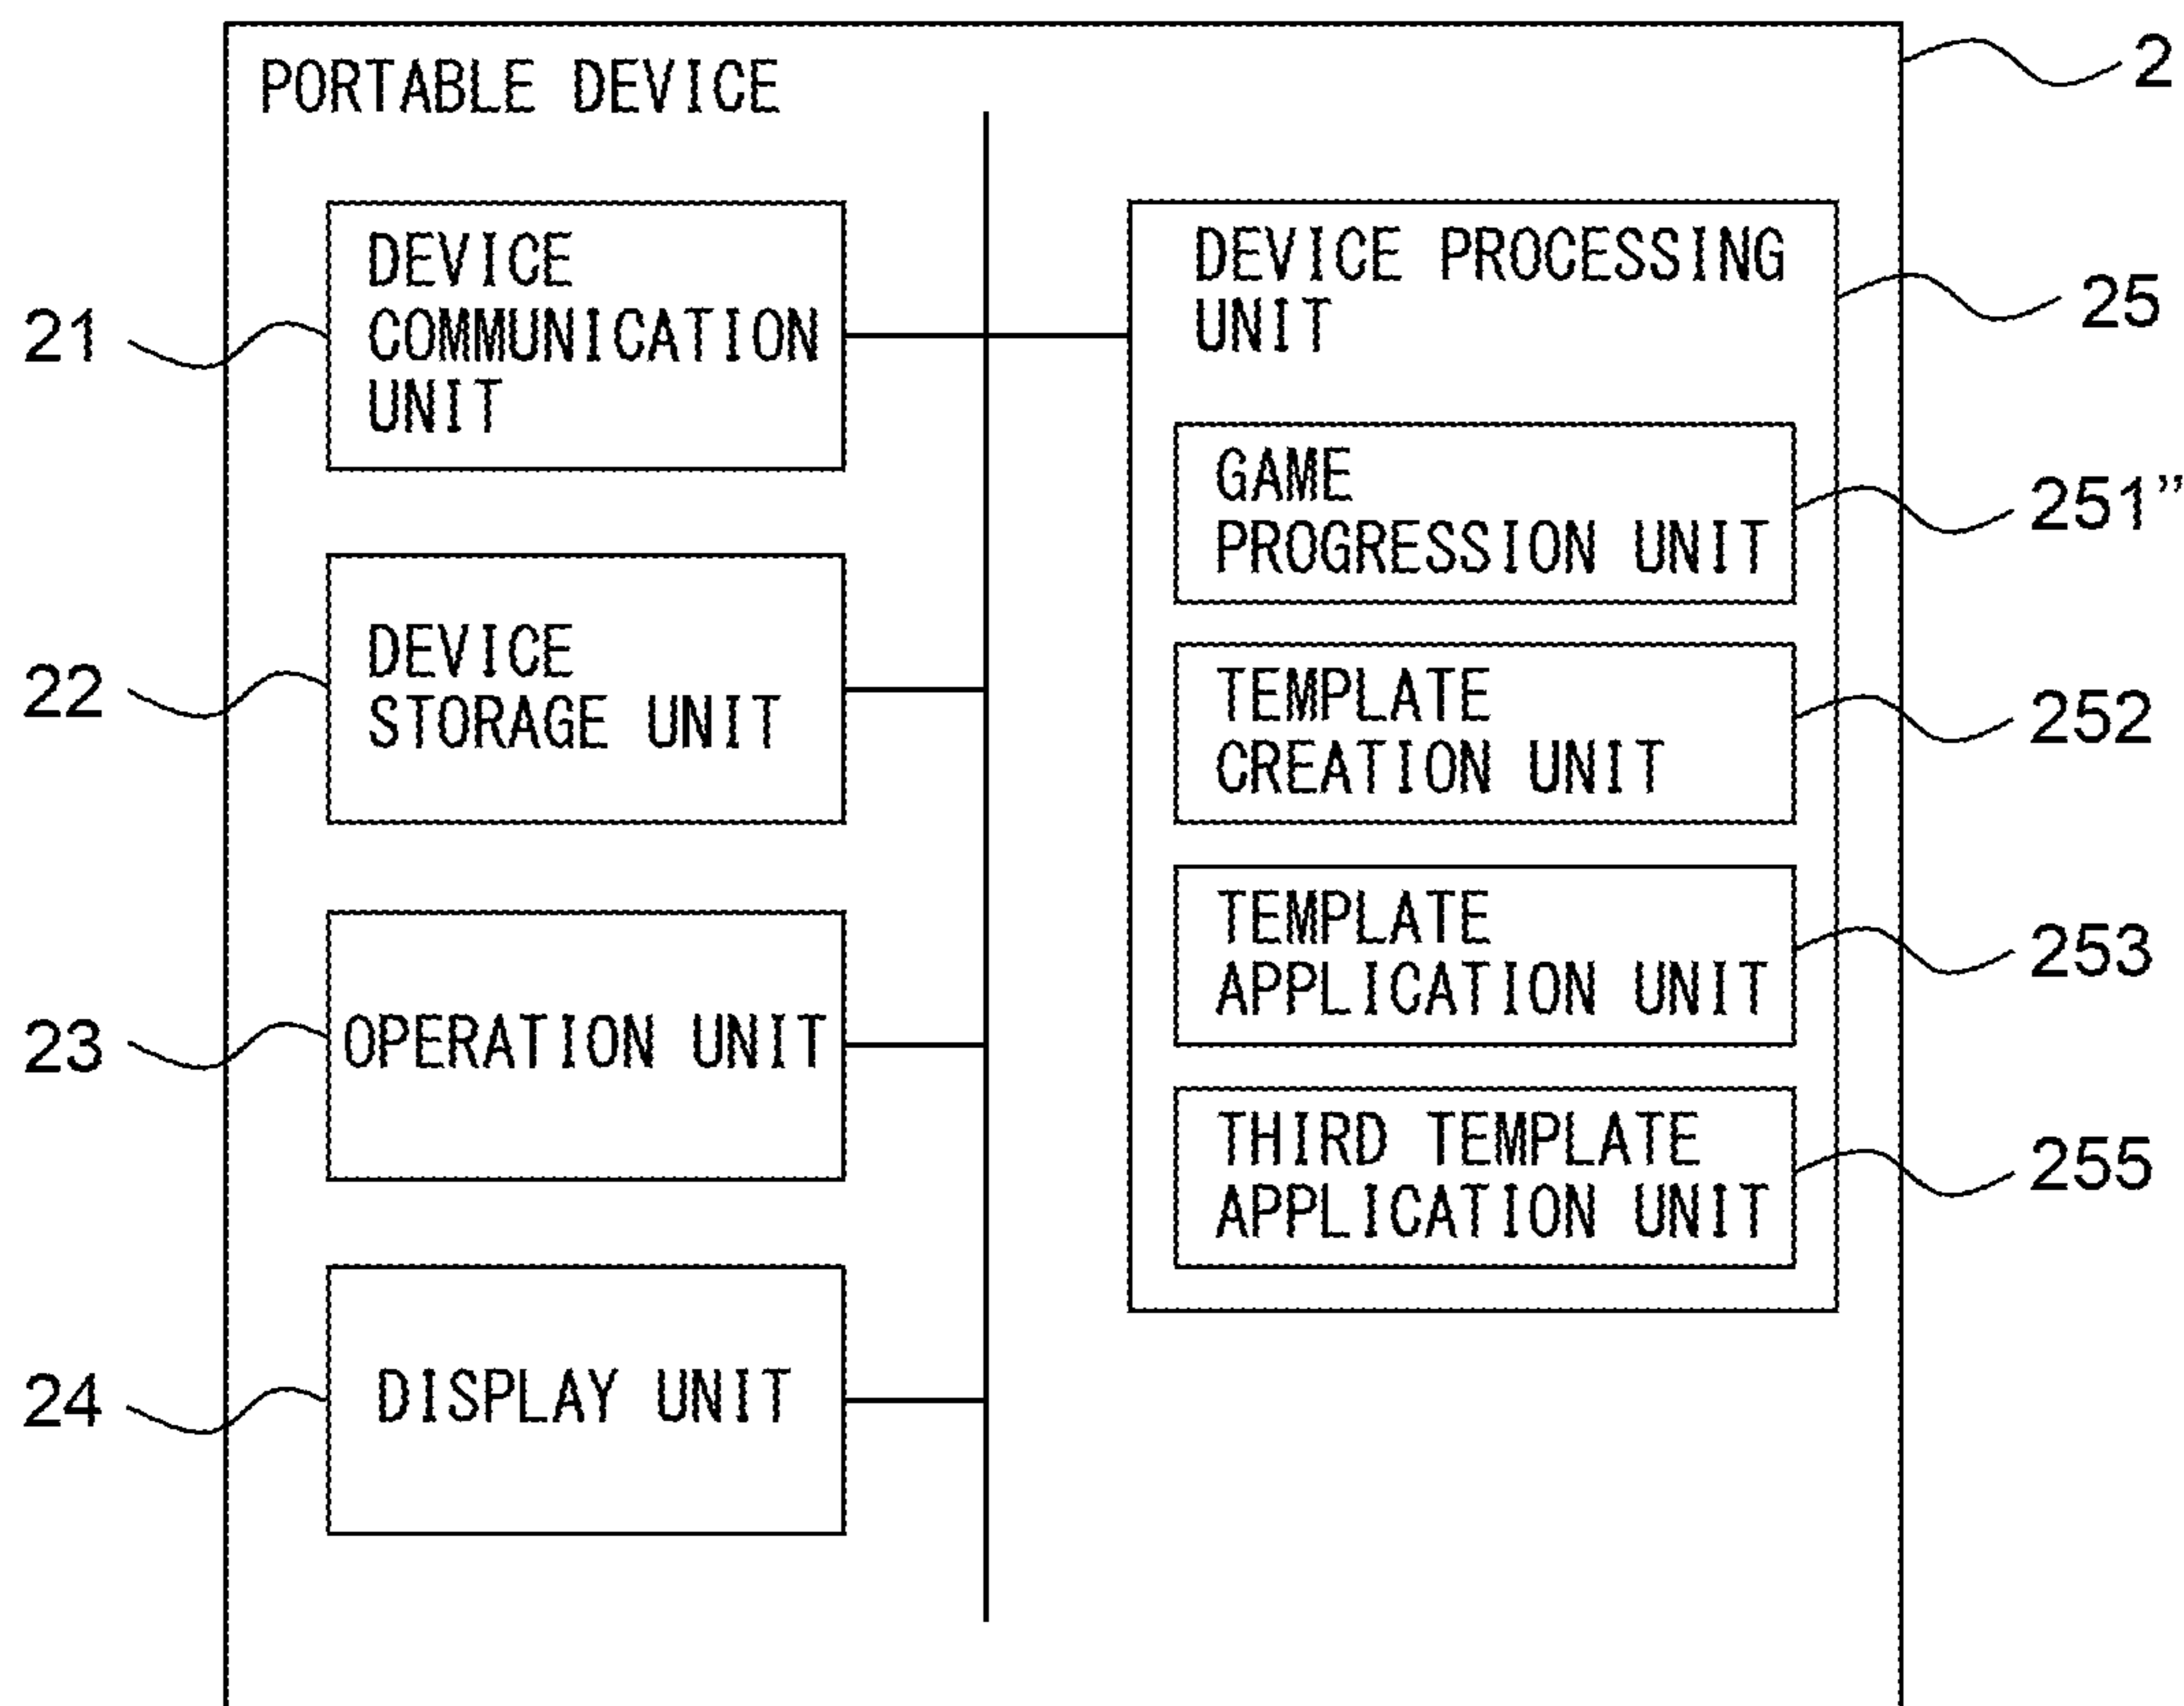 PORTABLE DEVICE
2
21
DEVICE
COMMUNICATION
UNIT
22
DEVICE
STORAGE UNIT
23
OPERATION UNIT
24
DISPLAY UNIT
DEVICE PROCESSING
UNIT
25
GAME
PROGRESSION UNIT
251”
TEMPLATE
CREATION UNIT
252
TEMPLATE
APPLICATION UNIT
253
THIRD TEMPLATE
APPLICATION UNIT
255